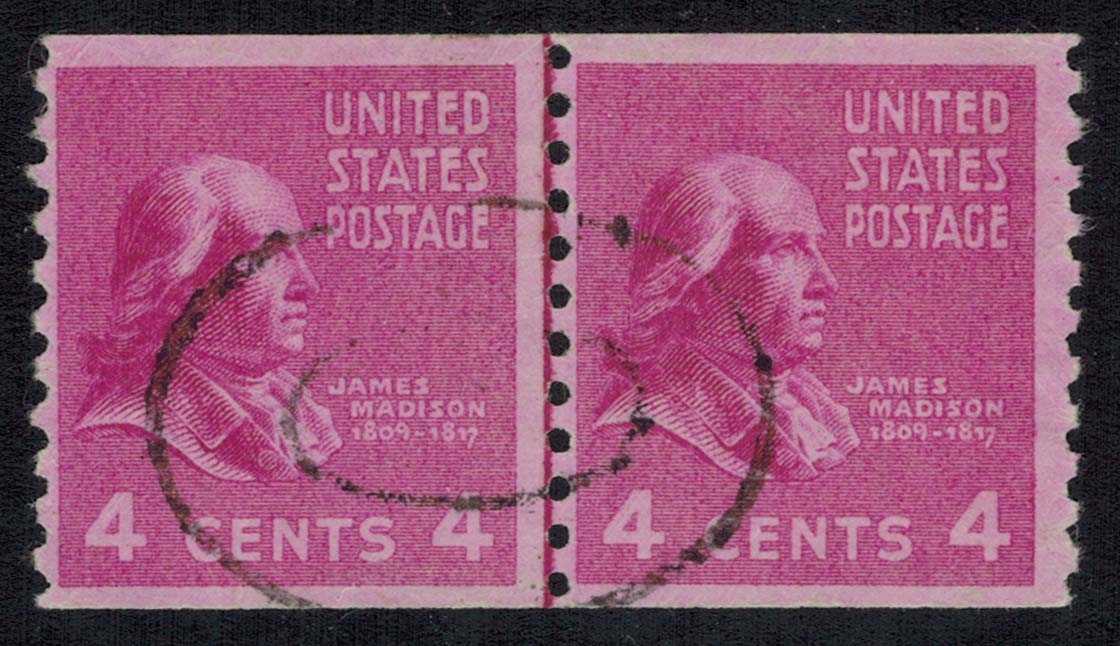 UNITED
STATES
POSTAGE
JAMES
MADISON
1809-1817
4 CENTS 4
UNITED
STATES
POSTAGE
JAMES
MADISON
1809-1817
4 CENTS 4